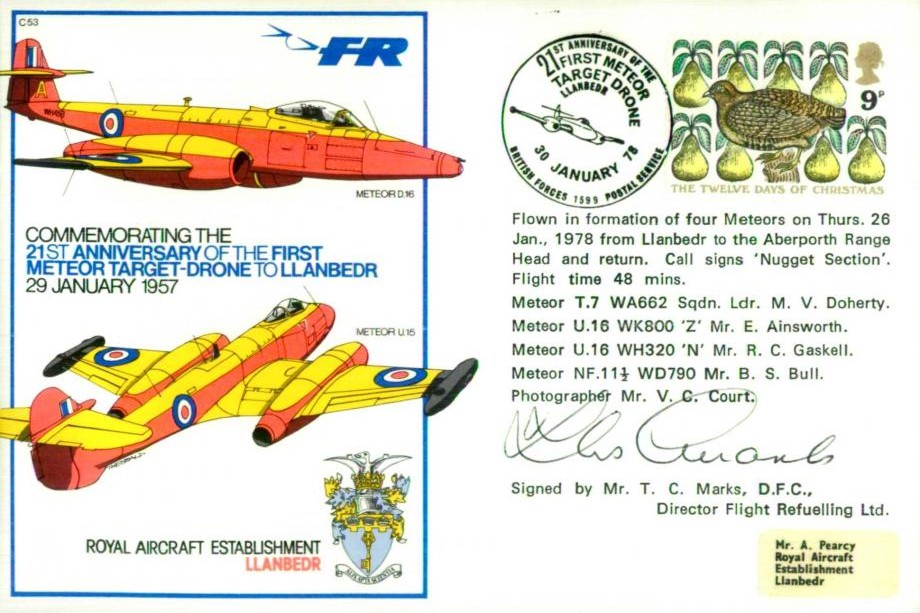 C53
FR
A
METEOR D.16
COMMEMORATING THE
21ST ANNIVERSARY OF THE FIRST
METEOR TARGET-DRONE TO LLANBEDR
29 JANUARY 1957
METEOR U.15
ROYAL AIRCRAFT ESTABLISHMENT
LLANBEDR
21ST ANNIVERSARY OF THE
FIRST METEOR
TARGET DRONE
LLANBEDR
30 JANUARY 78
BRITISH FORCES 1599 POSTAL SERVICE
9P
THE TWELVE DAYS OF CHRISTMAS
Flown in formation of four Meteors on Thurs. 26
Jan., 1978 from Llanbedr to the Aberporth Range
Head and return. Call signs 'Nugget Section'.
Flight time 48 mins.
Meteor T.7 WA662 Sqdn. Ldr. M. V. Doherty.
Meteor U.16 WK800 'Z' Mr. E. Ainsworth.
Meteor U.16 WH320 'N' Mr. R. C. Gaskell.
Meteor NF.11½ WD790 Mr. B. S. Bull.
Photographer Mr. V. C. Court.
Signed by Mr. T. C. Marks, D.F.C.,
Director Flight Refuelling Ltd.
Mr. A. Pearcy
Royal Aircraft
Establishment
Llanbedr